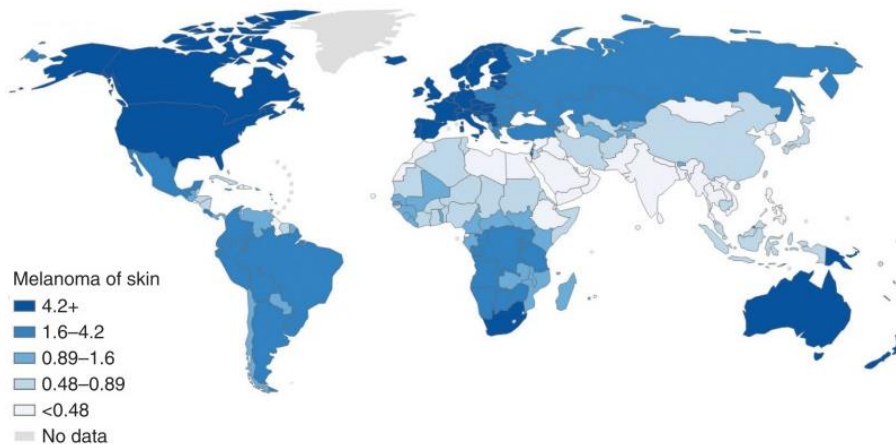 Melanoma of skin
4.2+
1.6–4.2
0.89–1.6
0.48–0.89
<0.48
No data